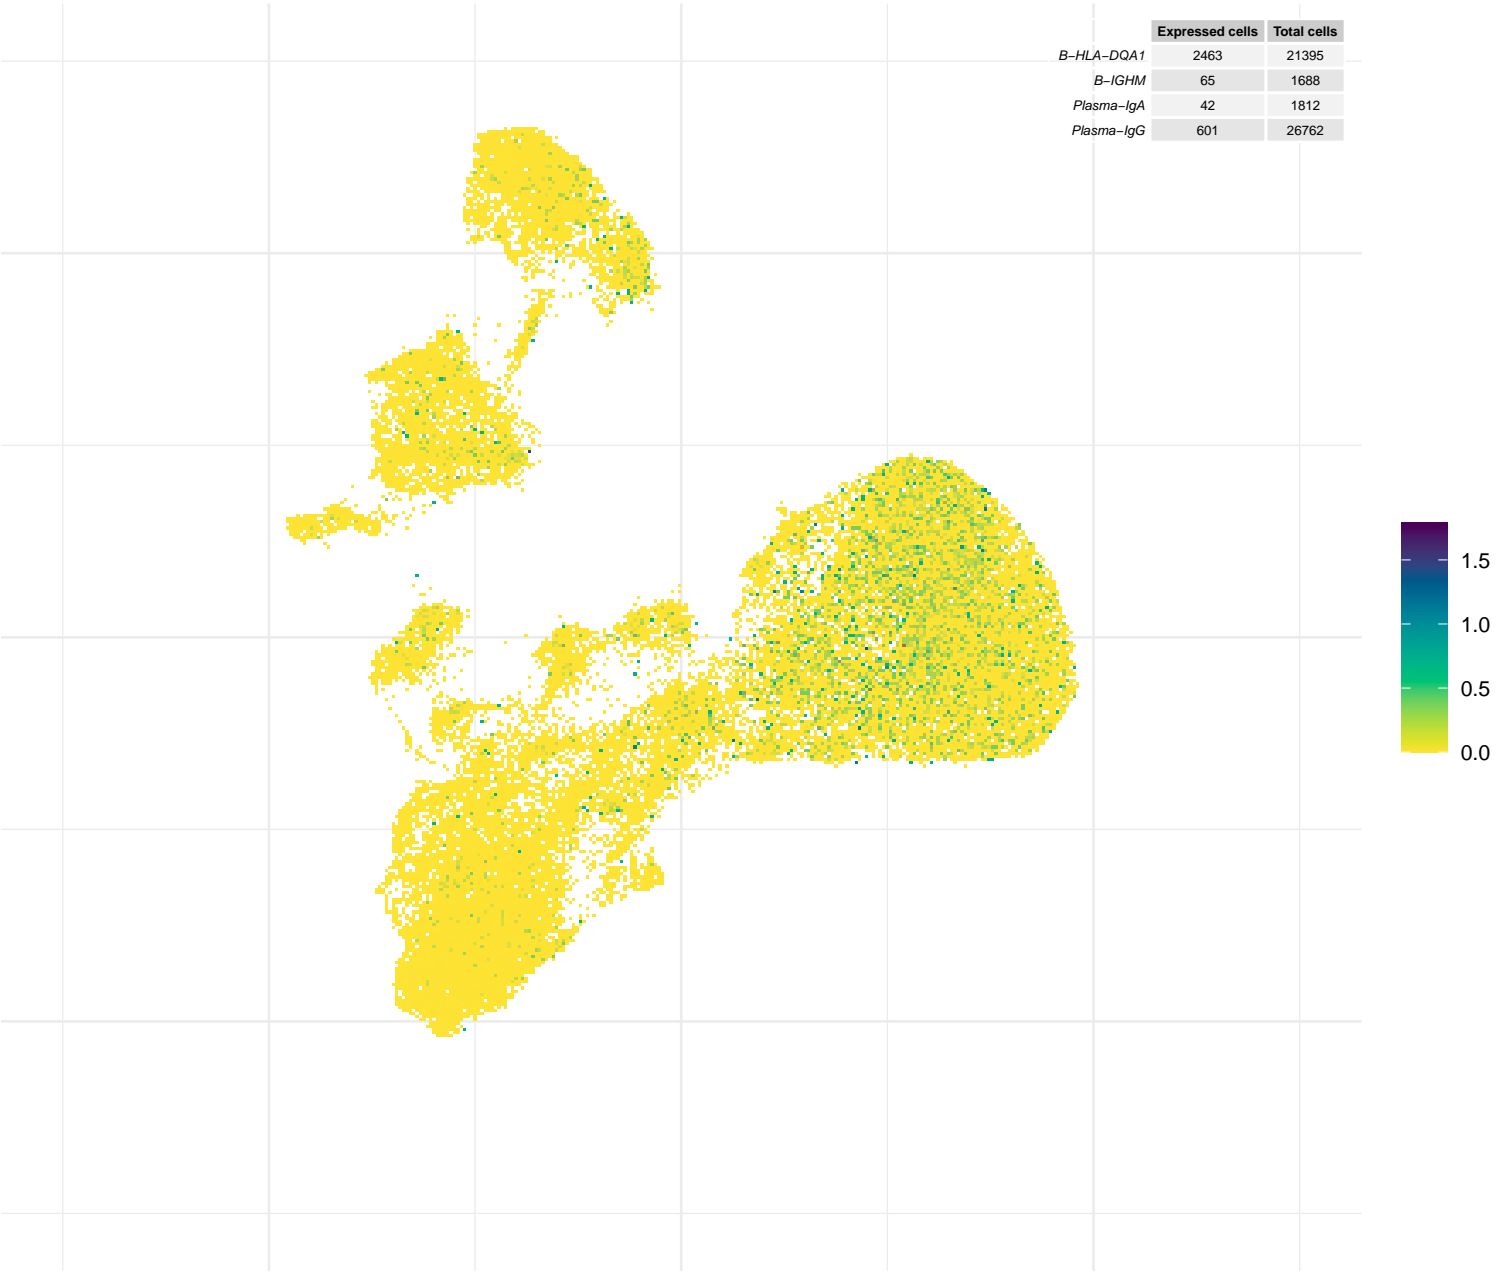 Expressed cells Total cells
B−HLA−DQA1 2463 21395
B−IGHM 65 1688
Plasma−IgA 42 1812
Plasma−IgG 601 26762
1.5
1.0
0.5
0.0